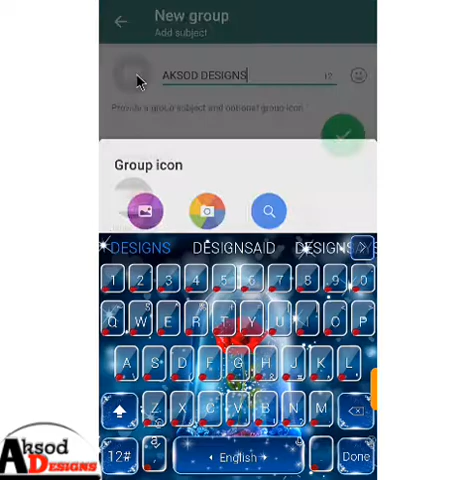 New group
Add subject
AKSOD DESIGNS 12
Provide a group subject and optional group icon
Group icon
DESIGNS DESIGNSAID DESIGNS
1 2 3 4 5 6 7 8 9 0
Q W E R T Y U I O P
A S D F G H J K L
Z X C V B N M
12# , English . Done
Aksod
DESIGNS